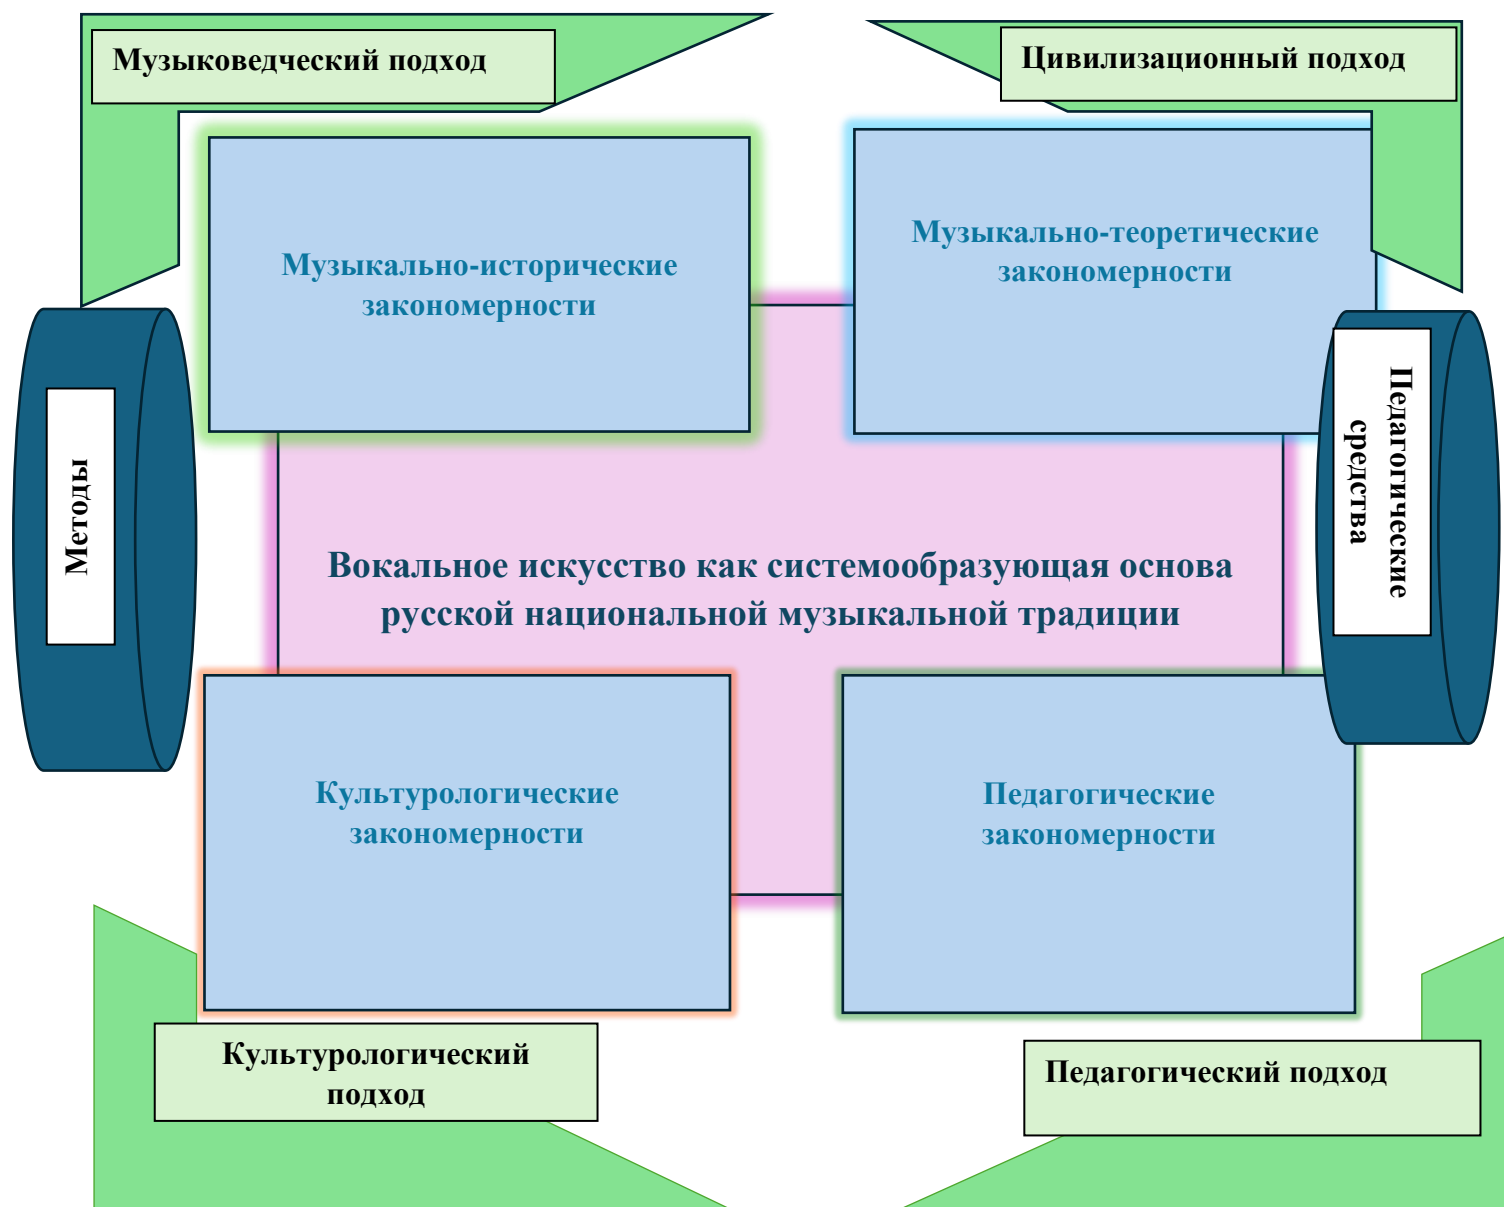 Музыковедческий подход
Цивилизационный подход
Музыкально-исторические
закономерности
Музыкально-теоретические
закономерности
Методы
Педагогические
средства
Вокальное искусство как системообразующая основа
русской национальной музыкальной традиции
Культурологические
закономерности
Педагогические
закономерности
Культурологический
подход
Педагогический подход